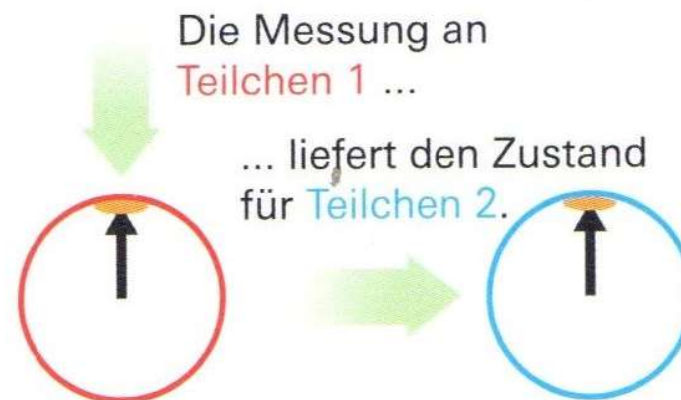 Die Messung an
Teilchen 1 ...
... liefert den Zustand
für Teilchen 2.